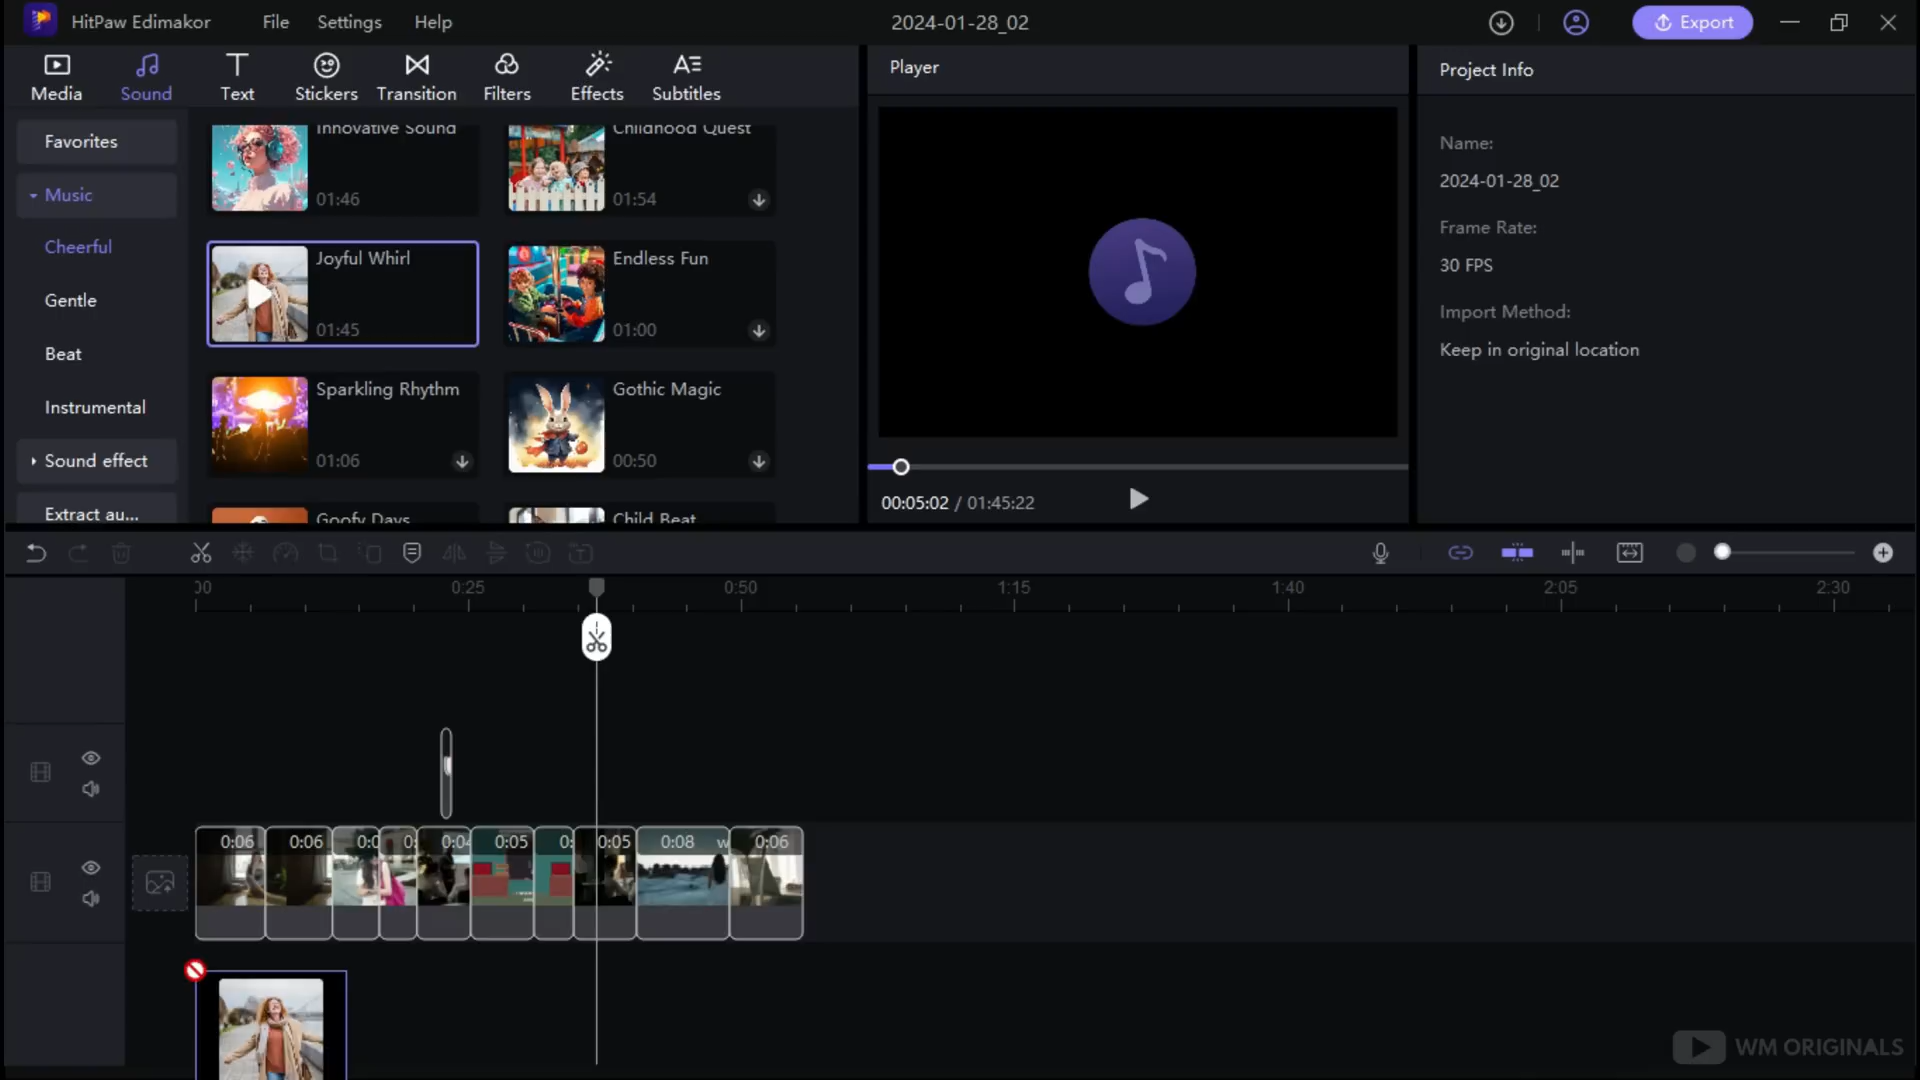 HitPaw Edimakor
File
Settings
Help
2024-01-28_02
Export
Media
Sound
Text
Stickers
Transition
Filters
Effects
Subtitles
Player
Project Info
Favorites
Music
Cheerful
Gentle
Beat
Instrumental
Sound effect
Extract au...
Innovative Sound
01:46
Childhood Quest
01:54
Joyful Whirl
01:45
Endless Fun
01:00
Sparkling Rhythm
01:06
Gothic Magic
00:50
Goofy Days
Child Beat
00:05:02 / 01:45:22
Name:
2024-01-28_02
Frame Rate:
30 FPS
Import Method:
Keep in original location
0:25
0:50
1:15
1:40
2:05
2:30
0:06
0:06
0:05
0:05
0:08
0:06
WM ORIGINALS